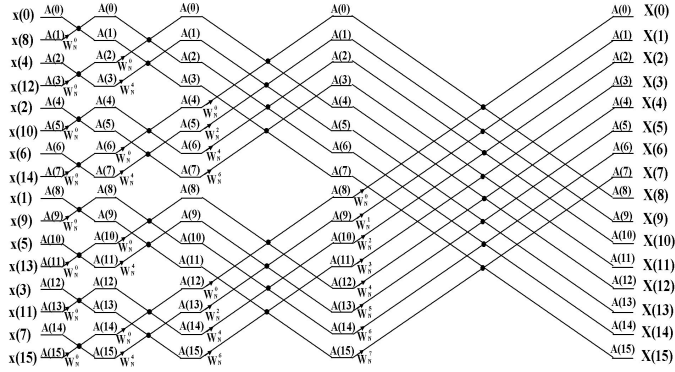 x(0) A(0) A(0) A(0) A(0) A(0) X(0)
x(8) A(1) W_N^0 A(1) A(1) A(1) A(1) X(1)
x(4) A(2) A(2) W_N^0 A(2) A(2) A(2) X(2)
x(12) A(3) W_N^0 A(3) W_N^4 A(3) A(3) A(3) X(3)
x(2) A(4) A(4) A(4) W_N^0 A(4) A(4) X(4)
x(10) A(5) W_N^0 A(5) A(5) W_N^2 A(5) A(5) X(5)
x(6) A(6) A(6) W_N^0 A(6) W_N^4 A(6) A(6) X(6)
x(14) A(7) W_N^0 A(7) W_N^4 A(7) W_N^6 A(7) A(7) X(7)
x(1) A(8) A(8) A(8) A(8) W_N^0 A(8) X(8)
x(9) A(9) W_N^0 A(9) A(9) A(9) W_N^1 A(9) X(9)
x(5) A(10) A(10) W_N^0 A(10) A(10) W_N^2 A(10) X(10)
x(13) A(11) W_N^0 A(11) W_N^4 A(11) A(11) W_N^3 A(11) X(11)
x(3) A(12) A(12) A(12) W_N^0 A(12) W_N^4 A(12) X(12)
x(11) A(13) W_N^0 A(13) A(13) W_N^2 A(13) W_N^5 A(13) X(13)
x(7) A(14) A(14) W_N^0 A(14) W_N^4 A(14) W_N^6 A(14) X(14)
x(15) A(15) W_N^0 A(15) W_N^4 A(15) W_N^6 A(15) W_N^7 A(15) X(15)